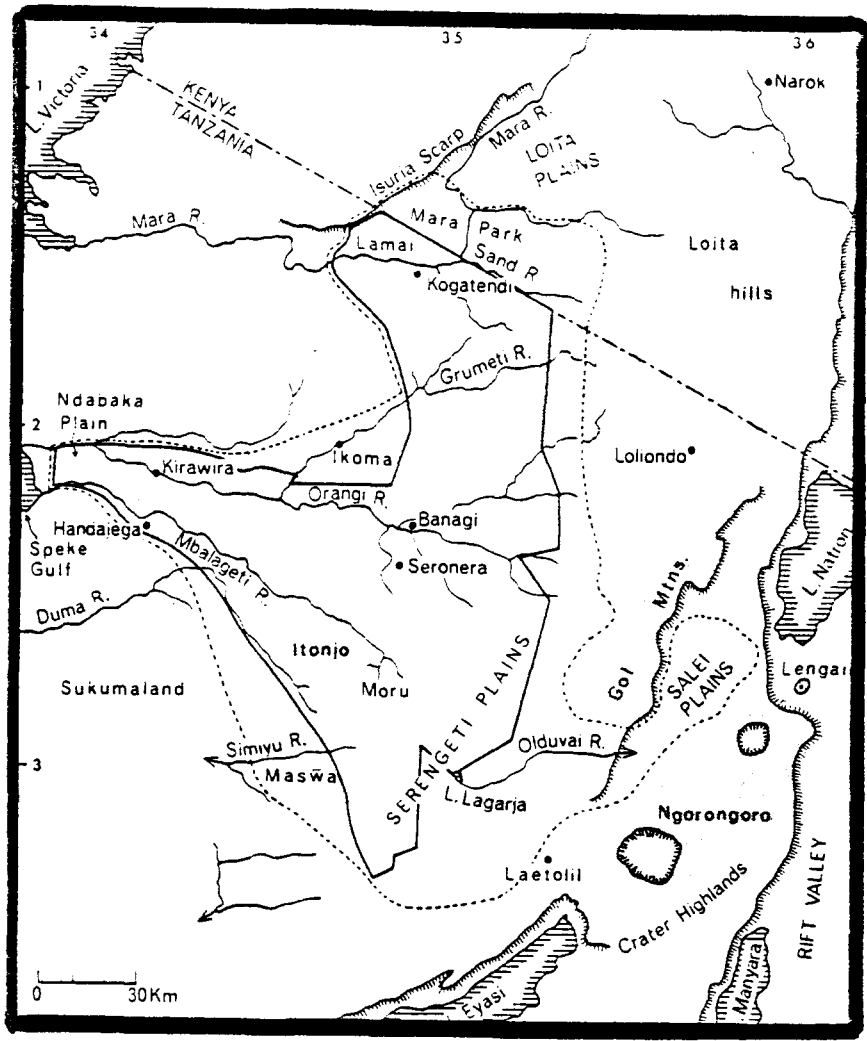 34
35
36
1
2
3
L. Victoria
KENYA
TANZANIA
Narok
Isuria Scarp
Mara R.
LOITA
PLAINS
Mara R.
Mara Park
Lamai
Sand R
Loita
hills
Kogatendi
Grumeti R.
Ndabaka
Plain
Ikoma
Kirawira
Orangi R.
Loliondo
Banagi
Handajega
Speke
Gulf
Mbalageti R.
Seronera
L. Natron
Duma R.
Gol Mtns.
Itonjo
SALEI
PLAINS
Lengai
Sukumaland
Moru
SERENGETI PLAINS
Simiyu R.
Olduvai R.
Maswa
L. Lagarja
Ngorongoro
Laetolil
Crater Highlands
RIFT VALLEY
Eyasi
Manyara
0 30Km